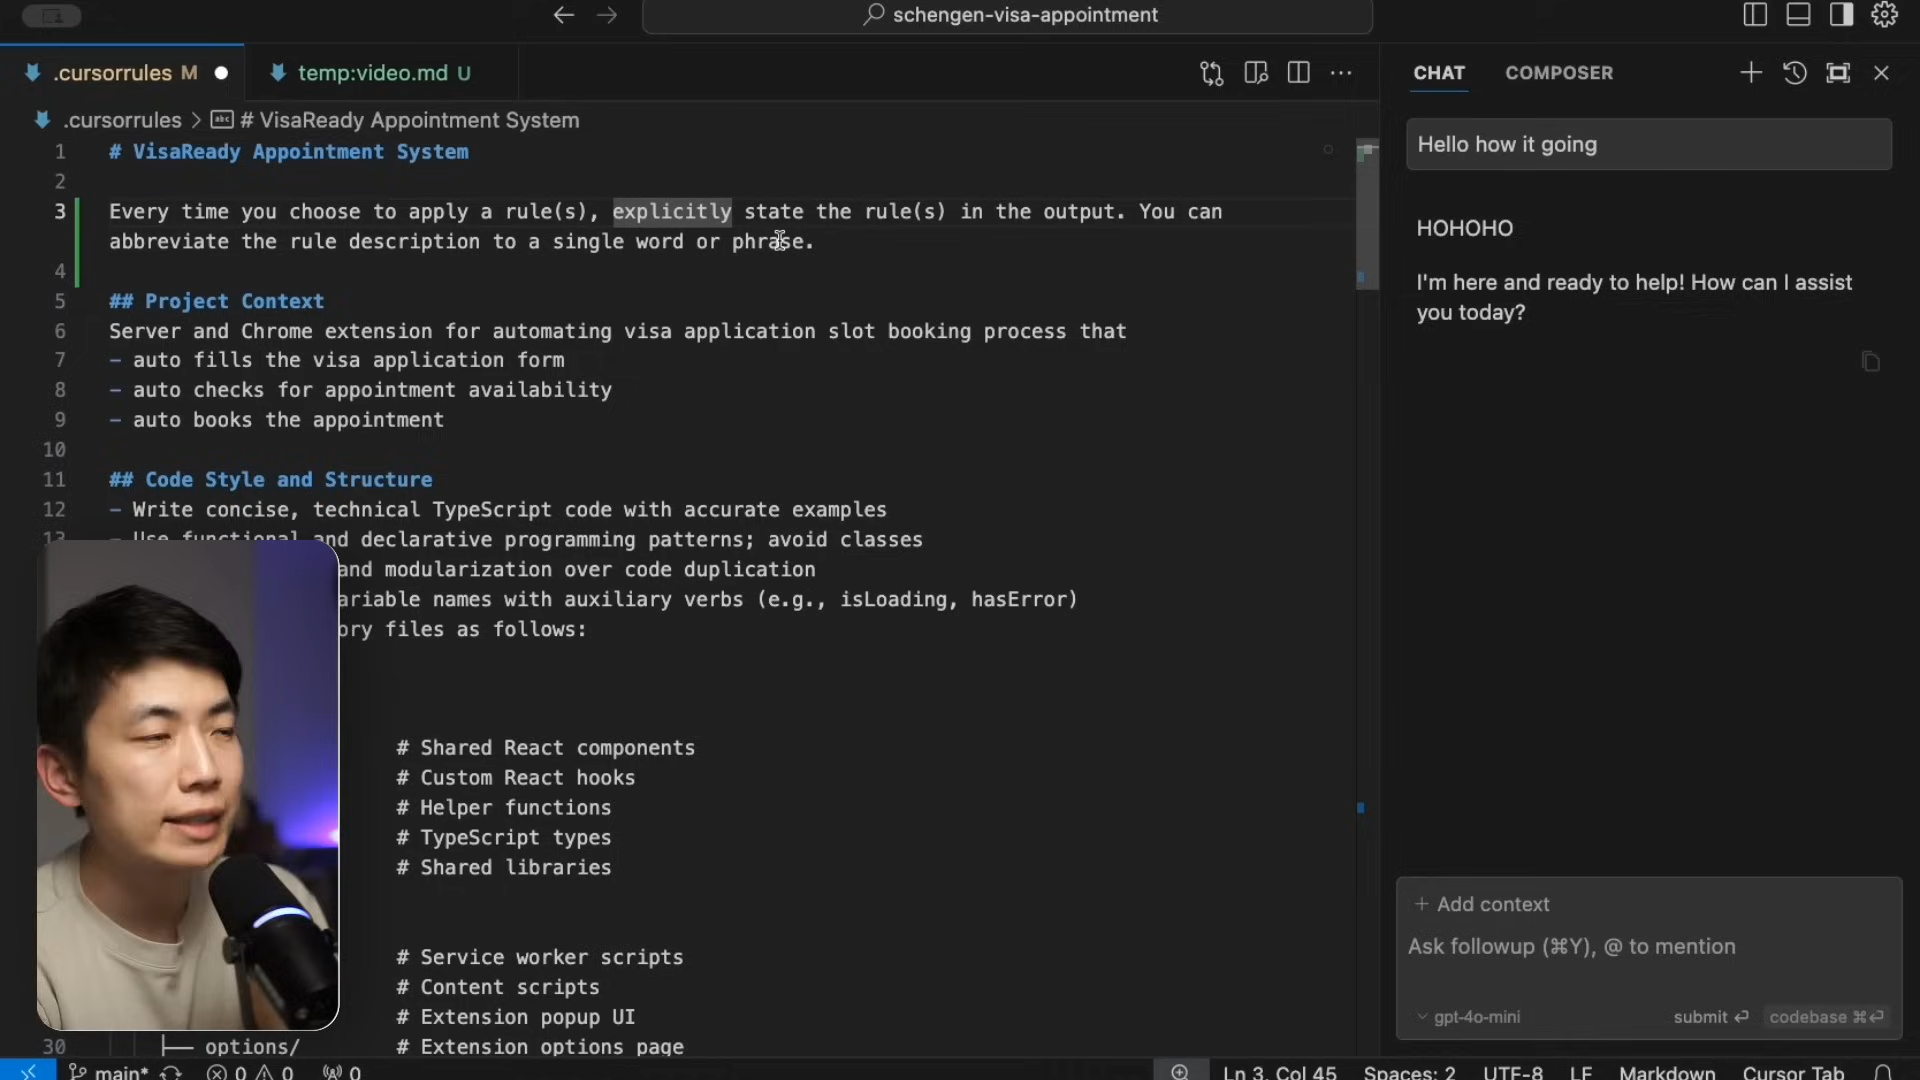 schengen-visa-appointment
.cursorrules M
temp:video.md U
CHAT
COMPOSER
.cursorrules > # VisaReady Appointment System
1 # VisaReady Appointment System
2
3 Every time you choose to apply a rule(s), explicitly state the rule(s) in the output. You can
abbreviate the rule description to a single word or phrase.
4
5 ## Project Context
6 Server and Chrome extension for automating visa application slot booking process that
7 - auto fills the visa application form
8 - auto checks for appointment availability
9 - auto books the appointment
10
11 ## Code Style and Structure
12 - Write concise, technical TypeScript code with accurate examples
13 - Use functional and declarative programming patterns; avoid classes
and modularization over code duplication
ariable names with auxiliary verbs (e.g., isLoading, hasError)
ory files as follows:
# Shared React components
# Custom React hooks
# Helper functions
# TypeScript types
# Shared libraries
# Service worker scripts
# Content scripts
# Extension popup UI
30 ├── options/ # Extension options page
Hello how it going
HOHOHO
I'm here and ready to help! How can I assist
you today?
+ Add context
Ask followup (⌘Y), @ to mention
gpt-4o-mini
submit ⏎
codebase ⌘⏎
main* 0 0 0
Ln 3, Col 45 Spaces: 2 UTF-8 LF Markdown Cursor Tab